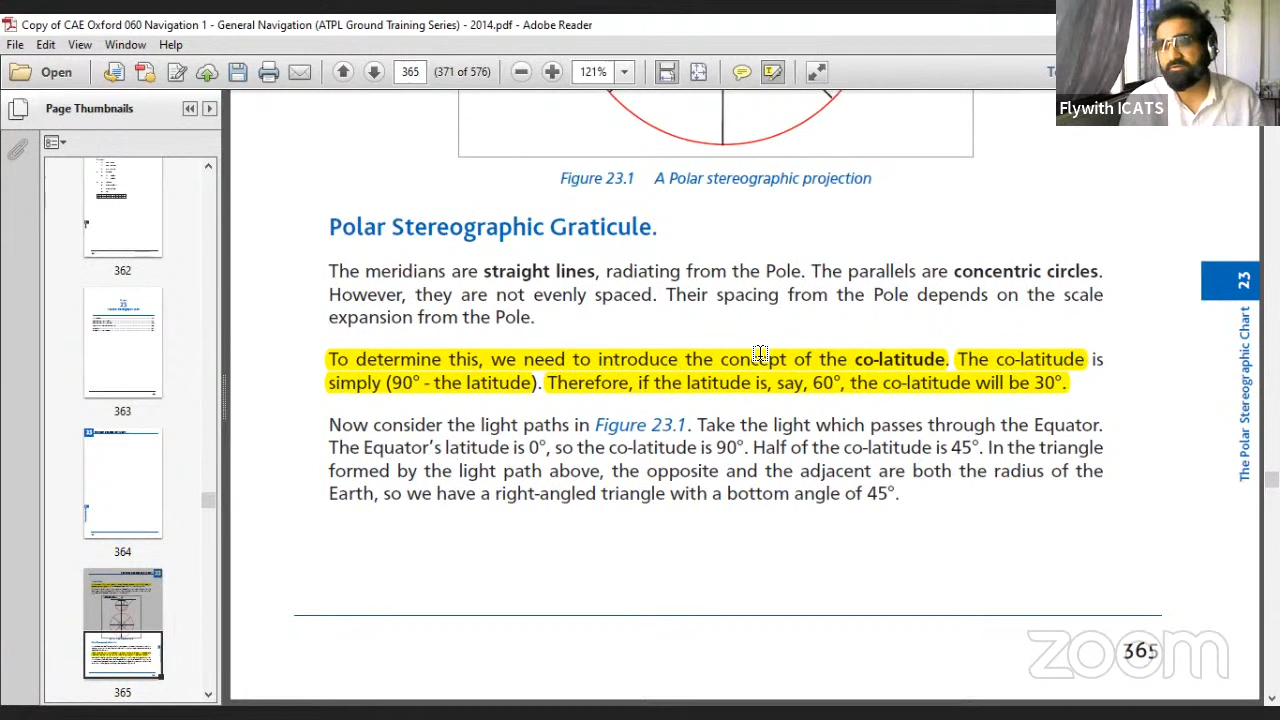 Copy of CAE Oxford 060 Navigation 1 - General Navigation (ATPL Ground Training Series) - 2014.pdf - Adobe Reader
File Edit View Window Help
Open
365 (371 of 576)
121%
Flywith ICATS
Page Thumbnails
362
363
364
365
Figure 23.1 A Polar stereographic projection
Polar Stereographic Graticule.
The meridians are straight lines, radiating from the Pole. The parallels are concentric circles.
However, they are not evenly spaced. Their spacing from the Pole depends on the scale
expansion from the Pole.
To determine this, we need to introduce the concept of the co-latitude. The co-latitude is
simply (90° - the latitude). Therefore, if the latitude is, say, 60°, the co-latitude will be 30°.
Now consider the light paths in Figure 23.1. Take the light which passes through the Equator.
The Equator's latitude is 0°, so the co-latitude is 90°. Half of the co-latitude is 45°. In the triangle
formed by the light path above, the opposite and the adjacent are both the radius of the
Earth, so we have a right-angled triangle with a bottom angle of 45°.
23
The Polar Stereographic Chart
365
zoom